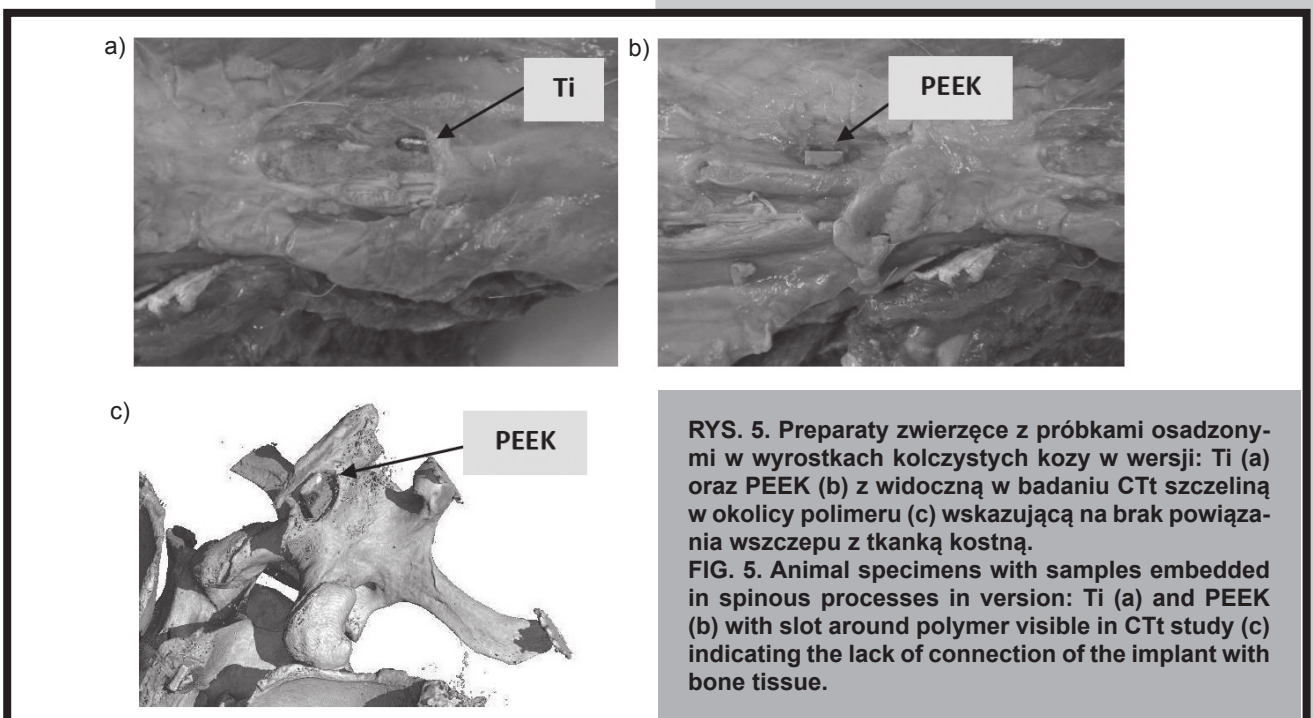 a)
Ti
b)
PEEK
c)
PEEK
RYS. 5. Preparaty zwierzęce z próbkami osadzony-
mi w wyrostkach kolczystych kozy w wersji: Ti (a)
oraz PEEK (b) z widoczną w badaniu CTt szczeliną
w okolicy polimeru (c) wskazującą na brak powiąza-
nia wszczepu z tkanką kostną.
FIG. 5. Animal specimens with samples embedded
in spinous processes in version: Ti (a) and PEEK
(b) with slot around polymer visible in CTt study (c)
indicating the lack of connection of the implant with
bone tissue.